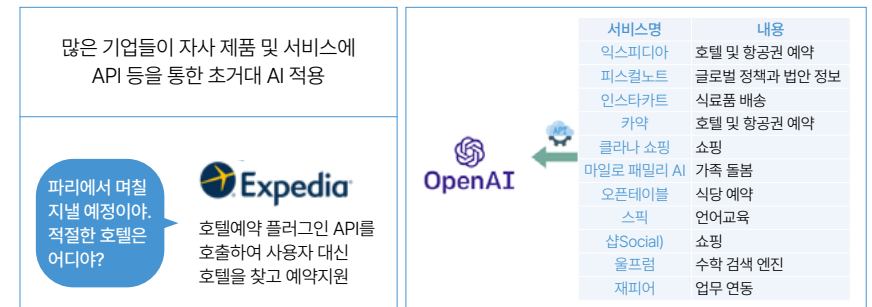 많은 기업들이 자사 제품 및 서비스에
API 등을 통한 초거대 AI 적용
파리에서 며칠
지낼 예정이야.
적절한 호텔은
어디야?
Expedia
호텔예약 플러그인 API를
호출하여 사용자 대신
호텔을 찾고 예약지원
OpenAI
API
서비스명 내용
익스피디아 호텔 및 항공권 예약
피스컬노트 글로벌 정책과 법안 정보
인스타카트 식료품 배송
카약 호텔 및 항공권 예약
클라나 쇼핑 쇼핑
마일로 패밀리 AI 가족 돌봄
오픈테이블 식당 예약
스픽 언어교육
샵Social) 쇼핑
울프럼 수학 검색 엔진
재피어 업무 연동